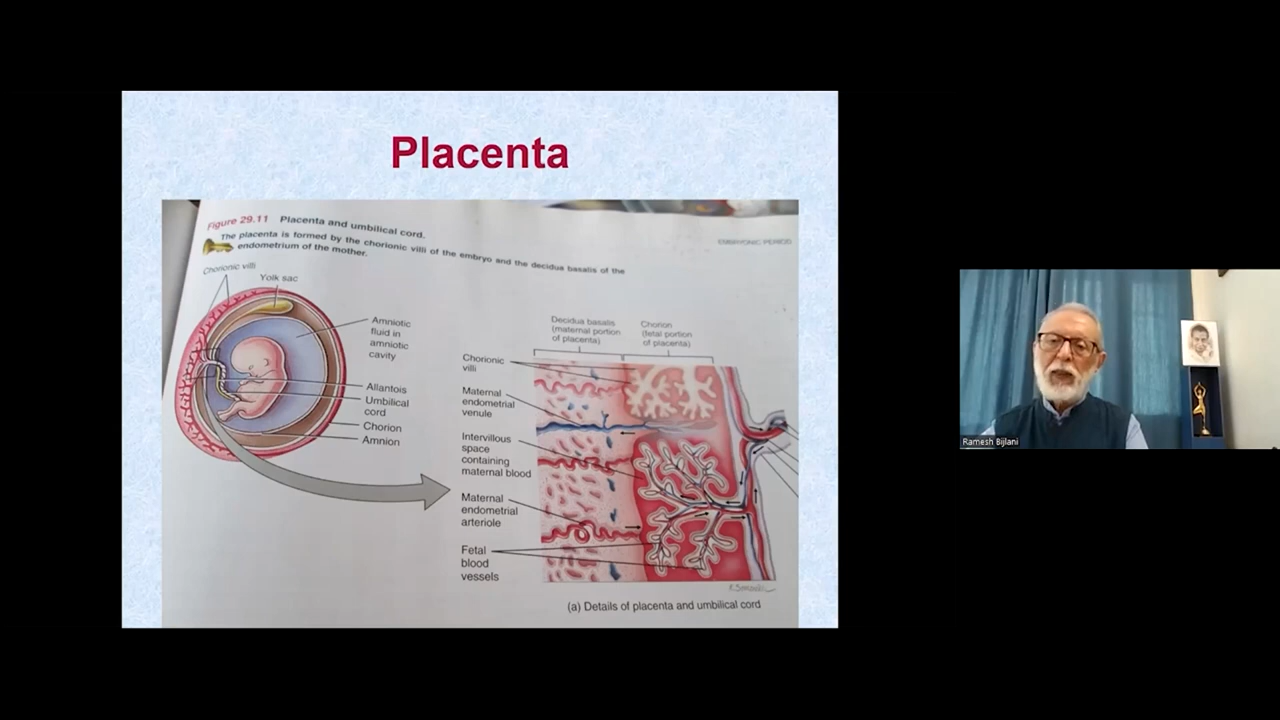 Placenta
Figure 29.11 Placenta and umbilical cord.
The placenta is formed by the chorionic villi of the embryo and the decidus basalis of the
endometrium of the mother.
EMBRYONIC PERIOD
Chorionic villi
Yolk sac
Amniotic
fluid in
amniotic
cavity
Allantois
Umbilical
cord
Chorion
Amnion
Decidua basalis
(maternal portion
of placenta)
Chorion
(fetal portion
of placenta)
Chorionic
villi
Maternal
endometrial
venule
Intervillous
space
containing
maternal blood
Maternal
endometrial
arteriole
Fetal
blood
vessels
(a) Details of placenta and umbilical cord
Ramesh Bijlani